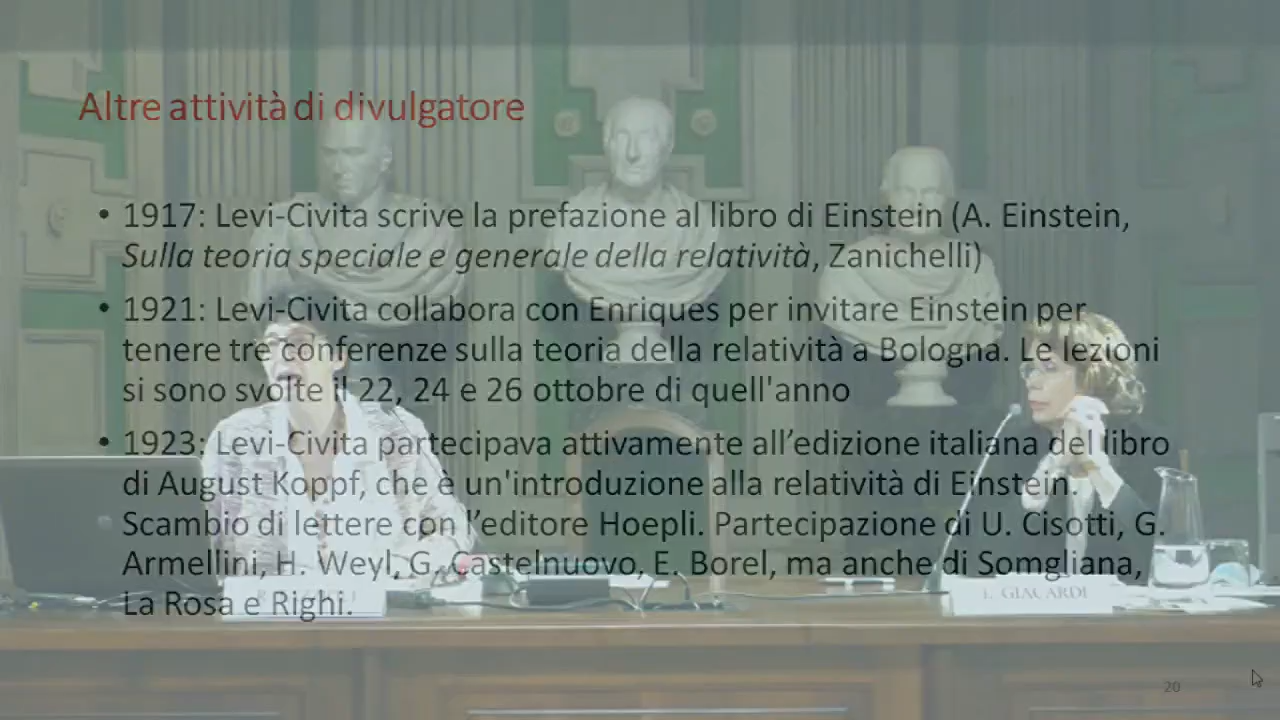 Altre attività di divulgatore
• 1917: Levi-Civita scrive la prefazione al libro di Einstein (A. Einstein,
Sulla teoria speciale e generale della relatività, Zanichelli)
• 1921: Levi-Civita collabora con Enriques per invitare Einstein per
tenere tre conferenze sulla teoria della relatività a Bologna. Le lezioni
si sono svolte il 22, 24 e 26 ottobre di quell'anno
• 1923: Levi-Civita partecipava attivamente all’edizione italiana del libro
di August Kopf, che è un'introduzione alla relatività di Einstein.
Scambio di lettere con l’editore Hoepli. Partecipazione di U. Cisotti, G.
Armellini, H. Weyl, G. Castelnuovo, E. Borel, ma anche di Somgliana,
La Rosa e Righi.
L. GIACARDI
20